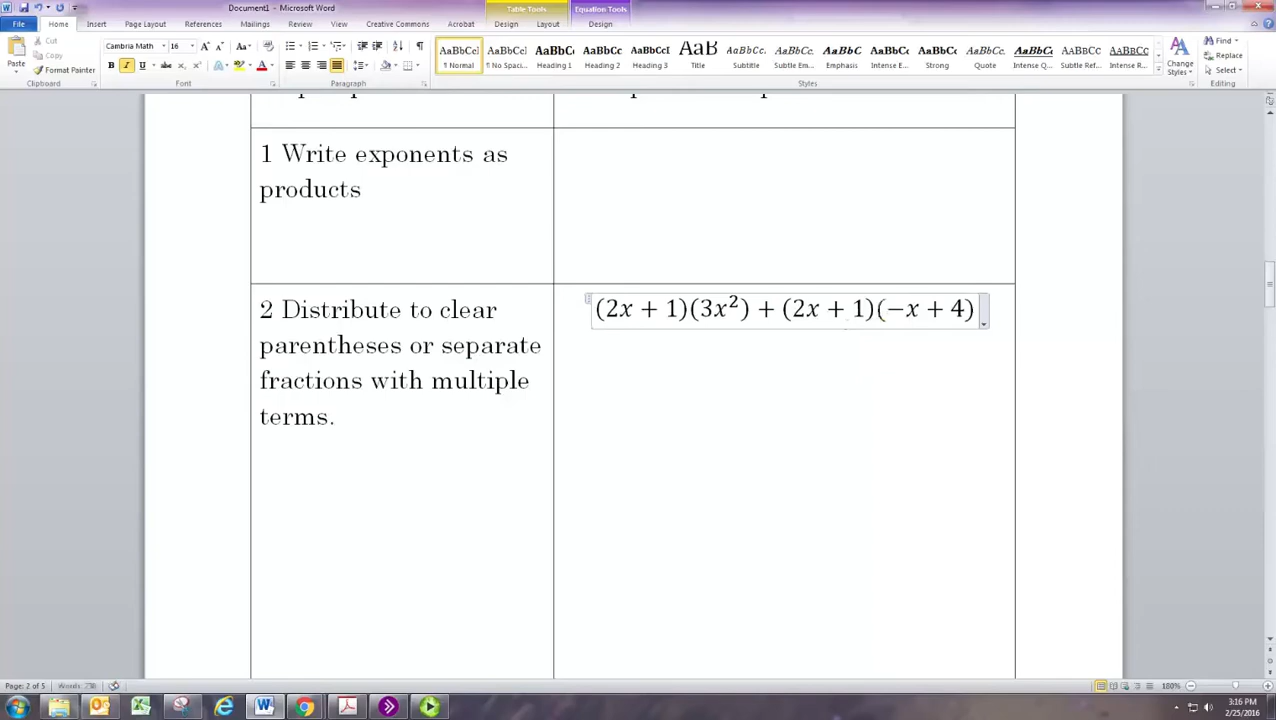 Document1 - Microsoft Word
Table Tools
Equation Tools
File Home Insert Page Layout References Mailings Review View Creative Commons Acrobat Design Layout Design
Paste
Cut
Copy
Format Painter
Clipboard
Cambria Math 16
Font
Paragraph
AaBbCcI AaBbCcI AaBbCc AaBbCc AaBbCcI AaB AaBbCc. AaBbCcI AaBbC AaBbCcI AaBbCcI AaBbCc. AaBbCcI AABBCC AABBCC
¶ Normal ¶ No Spaci... Heading 1 Heading 2 Heading 3 Title Subtitle Subtle Em... Emphasis Intense E... Strong Quote Intense Q... Subtle Ref... Intense R...
Styles
Change Styles
Find
Replace
Select
Editing
1 Write exponents as
products
2 Distribute to clear
parentheses or separate
fractions with multiple
terms.
(2x + 1)(3x²) + (2x + 1)(−x + 4)
Page: 2 of 5
180%
3:16 PM
2/25/2016